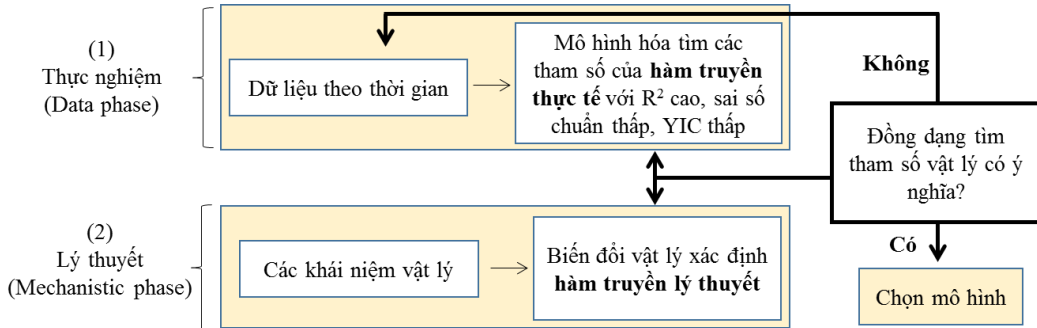 (1)
Thực nghiệm
(Data phase)
Dữ liệu theo thời gian
Mô hình hóa tìm các
tham số của hàm truyền
thực tế với R² cao, sai số
chuẩn thấp, YIC thấp
Không
Đồng dạng tìm
tham số vật lý có ý
nghĩa?
(2)
Lý thuyết
(Mechanistic phase)
Các khái niệm vật lý
Biến đổi vật lý xác định
hàm truyền lý thuyết
Có
Chọn mô hình